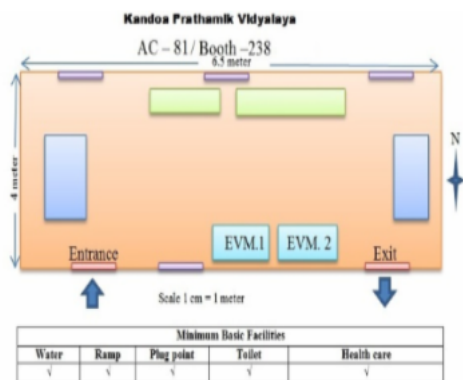 Kandoa Prathamik Vidyalaya
AC – 81/ Booth –238
6.5 meter
4 meter
N
EVM.1 EVM. 2
Entrance Exit
Scale 1 cm = 1 meter
Minimum Basic Facilities
Water Ramp Plug point Toilet Health care
√ √ √ √ √